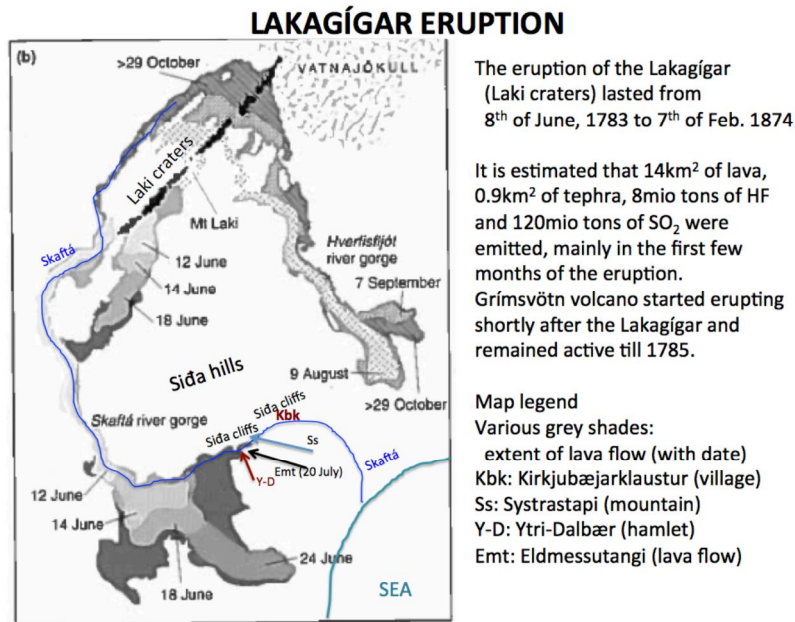 LAKAGÍGAR ERUPTION
(b)
>29 October
VATNAJÖKULL
Laki craters
Mt Laki
Skaftá
12 June
14 June
18 June
Hverfisfljót
river gorge
7 September
9 August
>29 October
Siđa hills
Skaftá river gorge
Siđa cliffs
Siđa cliffs
Kbk
Ss
Skaftá
Emt (20 July)
Y-D
12 June
14 June
18 June
24 June
SEA
The eruption of the Lakagígar
(Laki craters) lasted from
8th of June, 1783 to 7th of Feb. 1874
It is estimated that 14km² of lava,
0.9km² of tephra, 8mio tons of HF
and 120mio tons of SO₂ were
emitted, mainly in the first few
months of the eruption.
Grímsvötn volcano started erupting
shortly after the Lakagígar and
remained active till 1785.
Map legend
Various grey shades:
extent of lava flow (with date)
Kbk: Kirkjubæjarklaustur (village)
Ss: Systrastapi (mountain)
Y-D: Ytri-Dalbær (hamlet)
Emt: Eldmessutangi (lava flow)